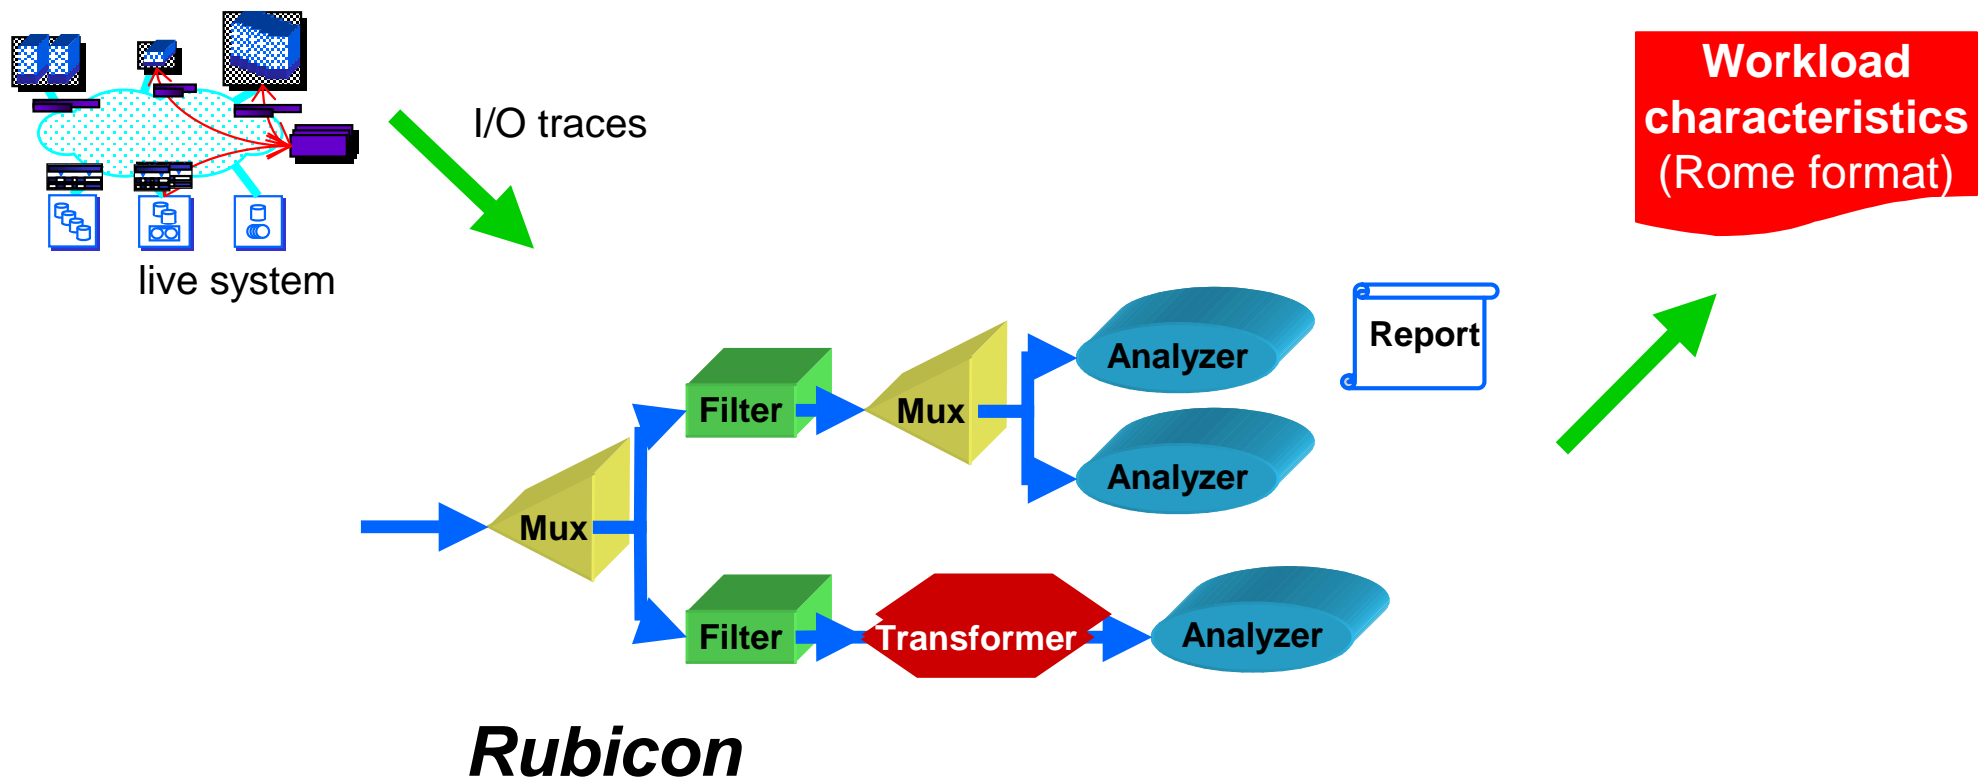 I/O traces
live system
Workload
characteristics
(Rome format)
Report
Analyzer
Filter
Mux
Analyzer
Mux
Filter
Transformer
Analyzer
Rubicon